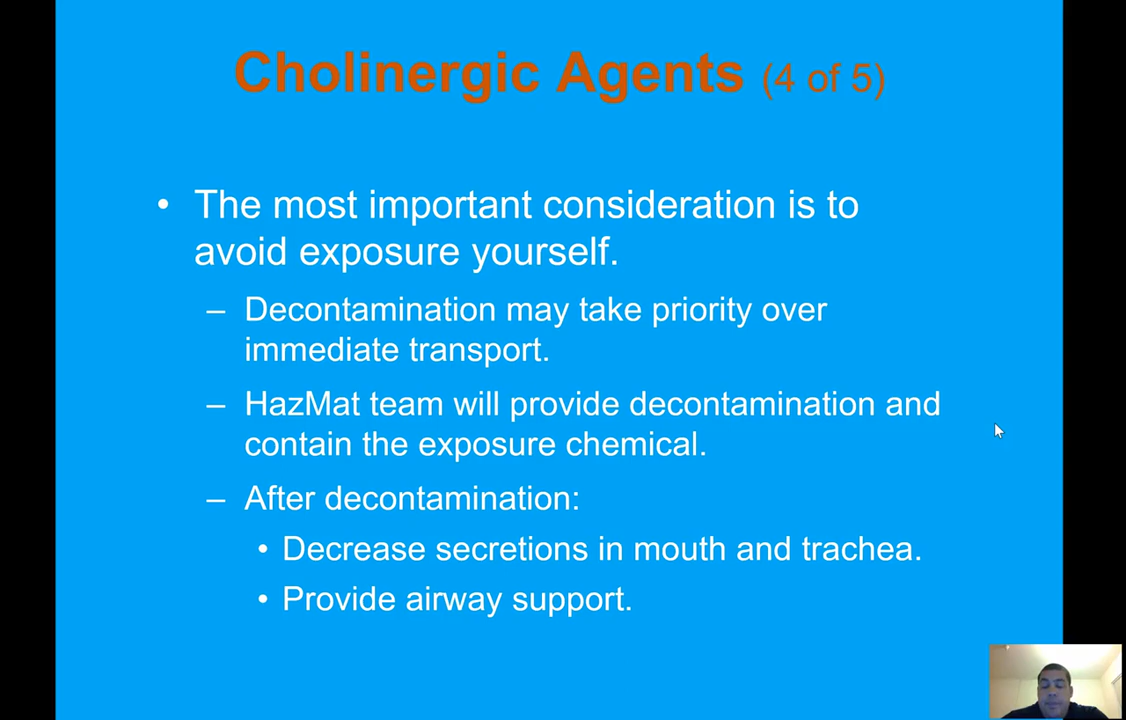 Cholinergic Agents (4 of 5)
• The most important consideration is to
avoid exposure yourself.
– Decontamination may take priority over
immediate transport.
– HazMat team will provide decontamination and
contain the exposure chemical.
– After decontamination:
• Decrease secretions in mouth and trachea.
• Provide airway support.